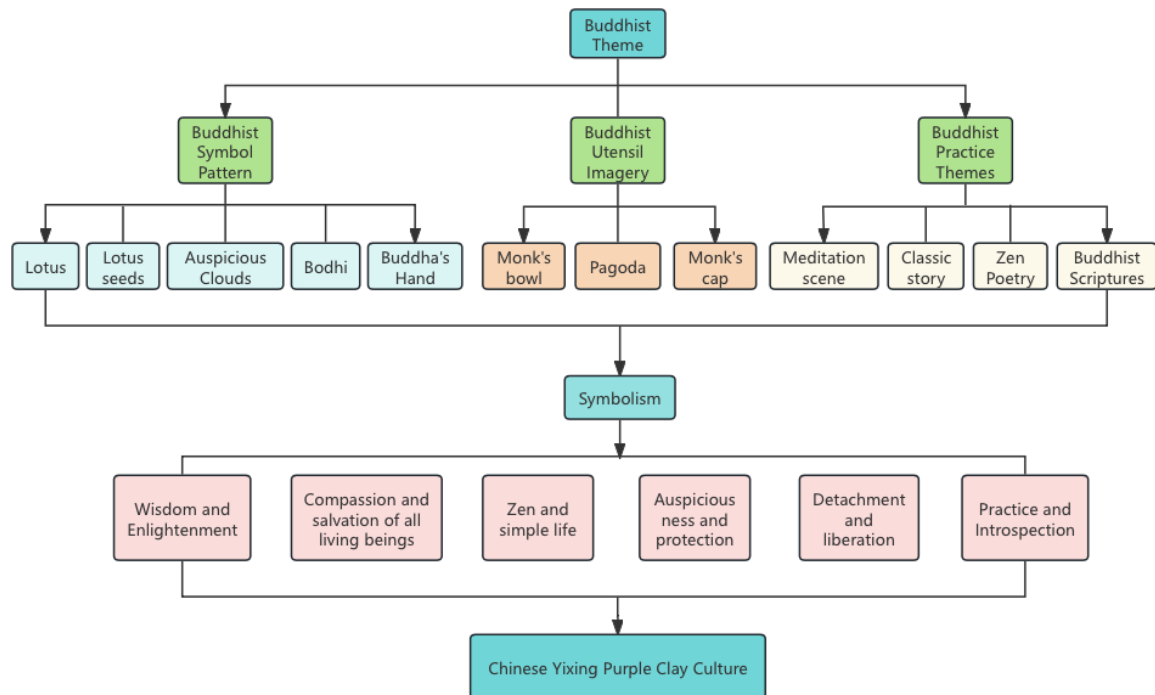 Buddhist
Theme
Buddhist
Symbol
Pattern
Buddhist
Utensil
Imagery
Buddhist
Practice
Themes
Lotus
Lotus
seeds
Auspicious
Clouds
Bodhi
Buddha's
Hand
Monk's
bowl
Pagoda
Monk's
cap
Meditation
scene
Classic
story
Zen
Poetry
Buddhist
Scriptures
Symbolism
Wisdom and
Enlightenment
Compassion and
salvation of all
living beings
Zen and
simple life
Auspicious
ness and
protection
Detachment
and
liberation
Practice and
Introspection
Chinese Yixing Purple Clay Culture